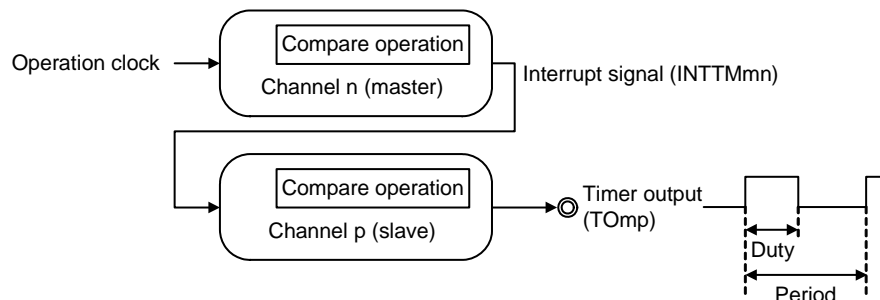 Compare operation
Operation clock
Channel n (master)
Interrupt signal (INTTMmn)
Compare operation
Channel p (slave)
Timer output
(TOmp)
Duty
Period